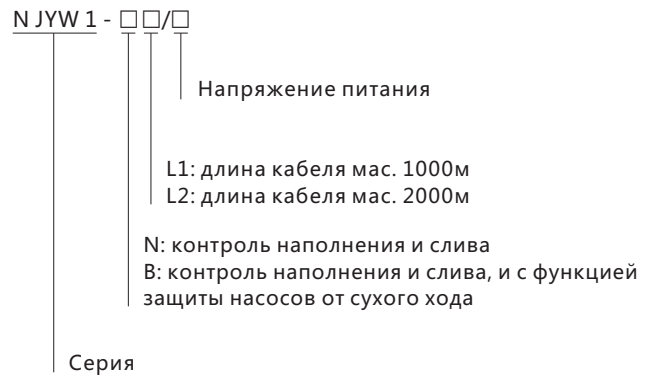 N JYW 1 - □ □/□
Напряжение питания
L1: длина кабеля мас. 1000м
L2: длина кабеля мас. 2000м
N: контроль наполнения и слива
B: контроль наполнения и слива, и с функцией
защиты насосов от сухого хода
Серия